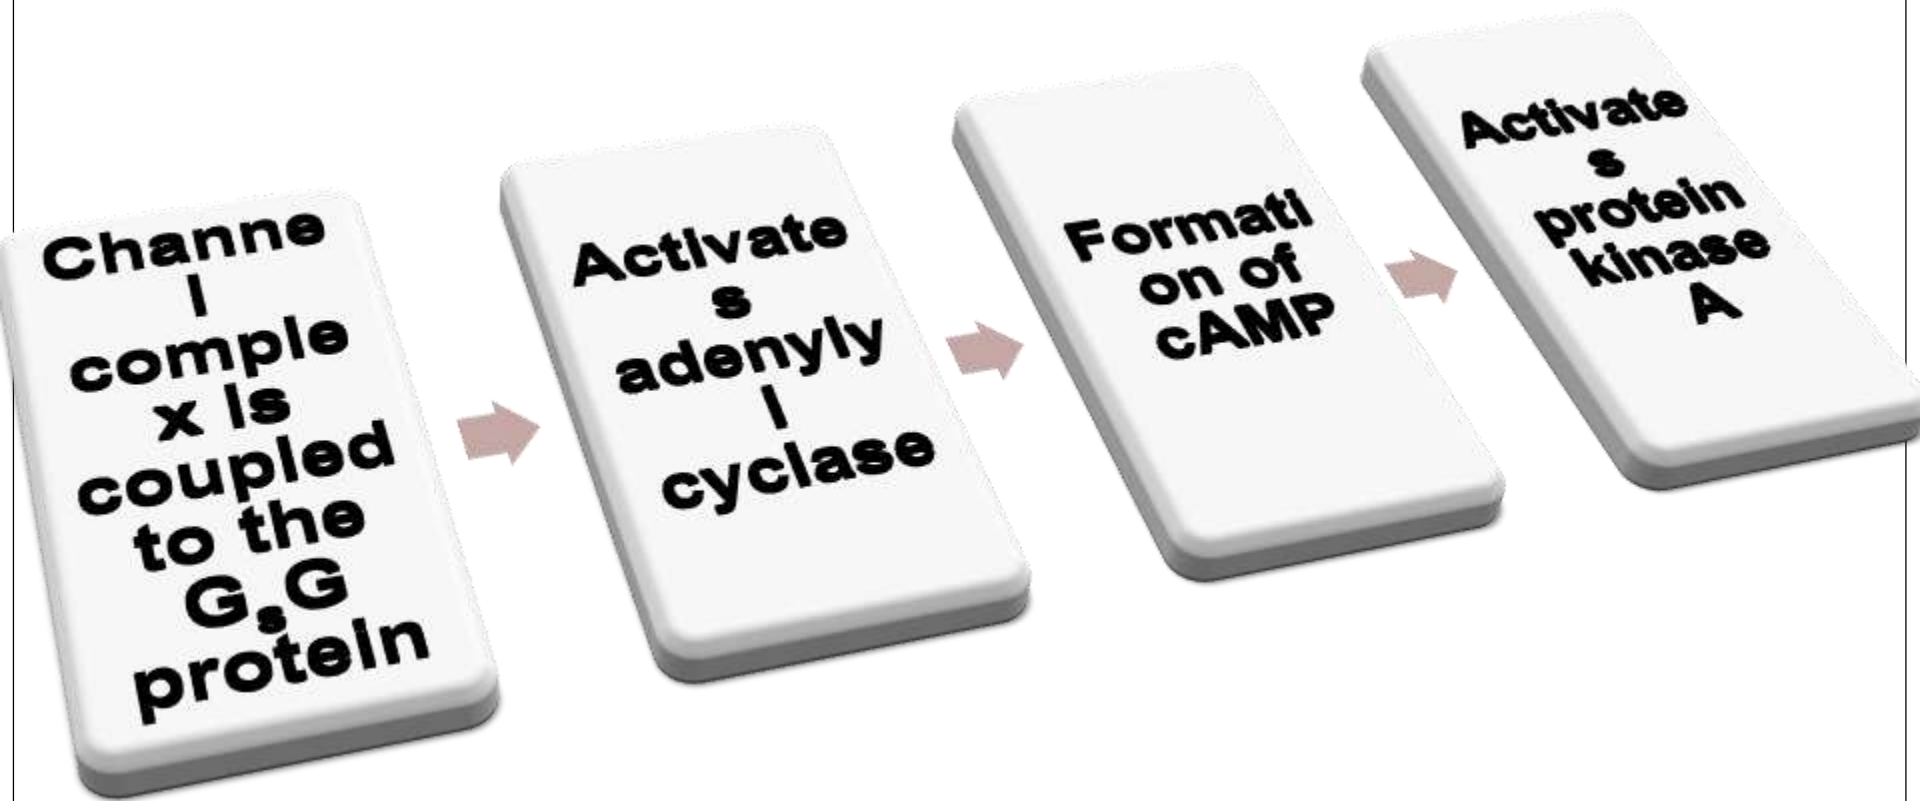 Channe
l
comple
x is
coupled
to the
GₛG
protein
Activate
s
adenyly
l
cyclase
Formati
on of
cAMP
Activate
s
protein
kinase
A